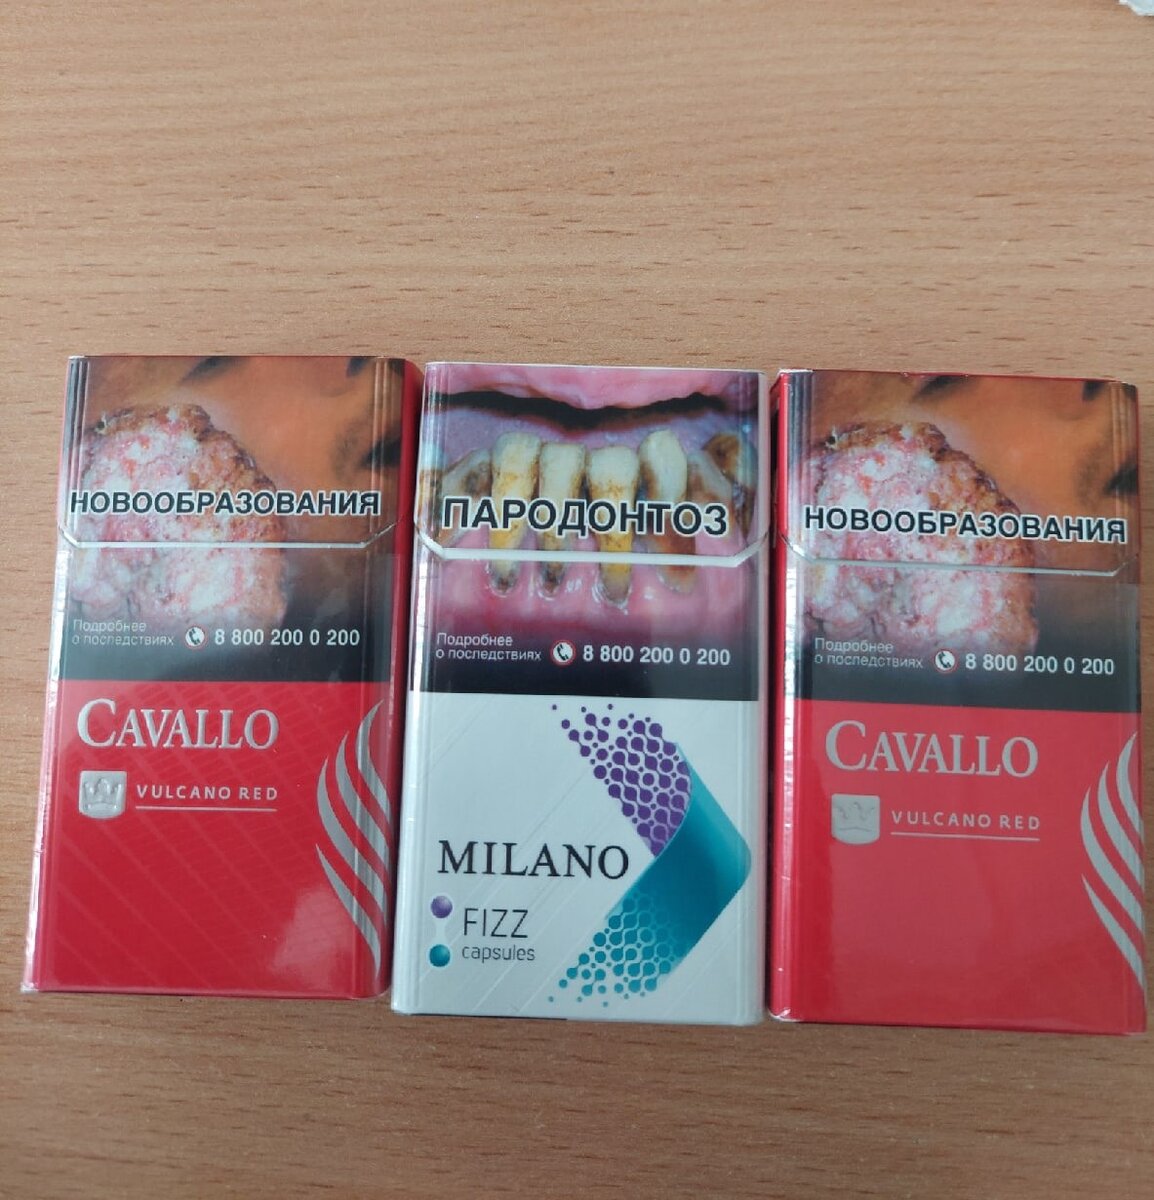 НОВООБРАЗОВАНИЯ
Подробнее
о последствиях 8 800 200 0 200
CAVALLO
VULCANO RED
ПАРОДОНТОЗ
Подробнее
о последствиях 8 800 200 0 200
MILANO
FIZZ
capsules
НОВООБРАЗОВАНИЯ
Подробнее
о последствиях 8 800 200 0 200
CAVALLO
VULCANO RED